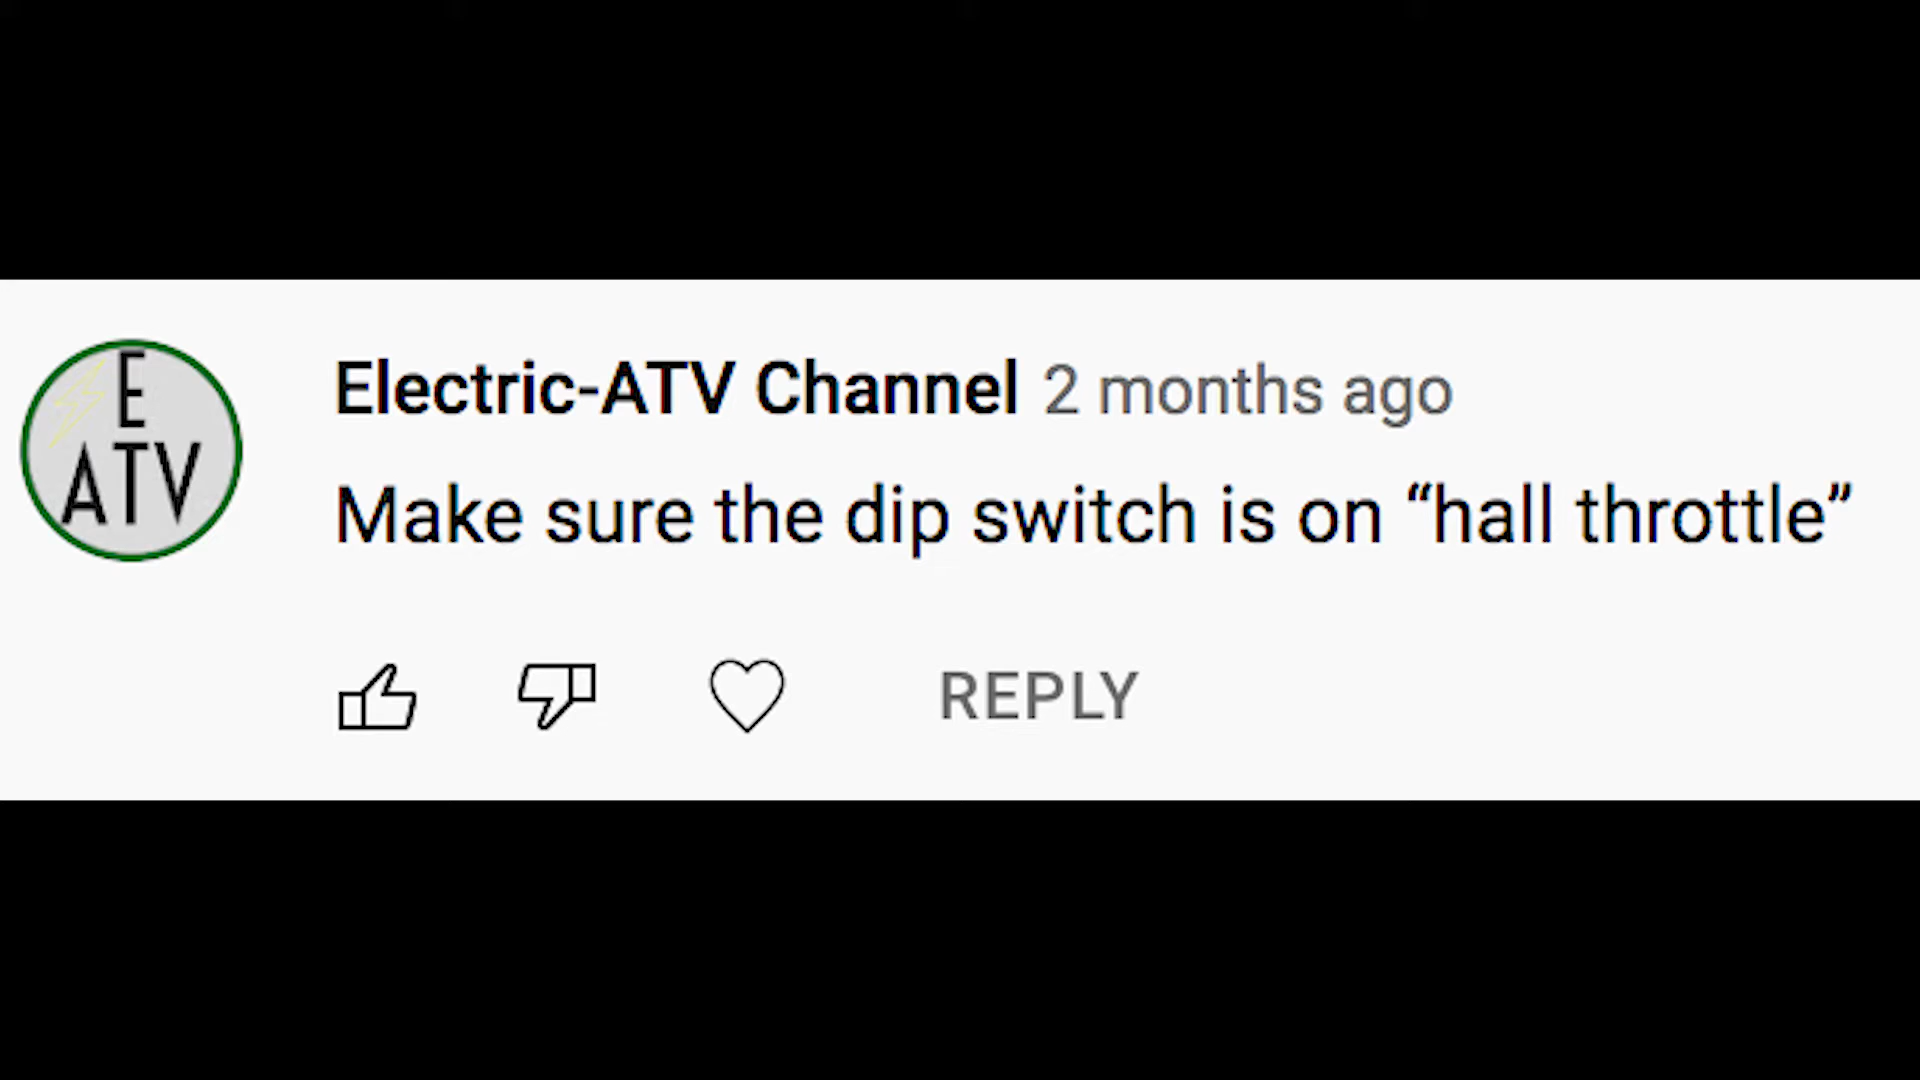 E
ATV
Electric-ATV Channel 2 months ago
Make sure the dip switch is on “hall throttle”
REPLY